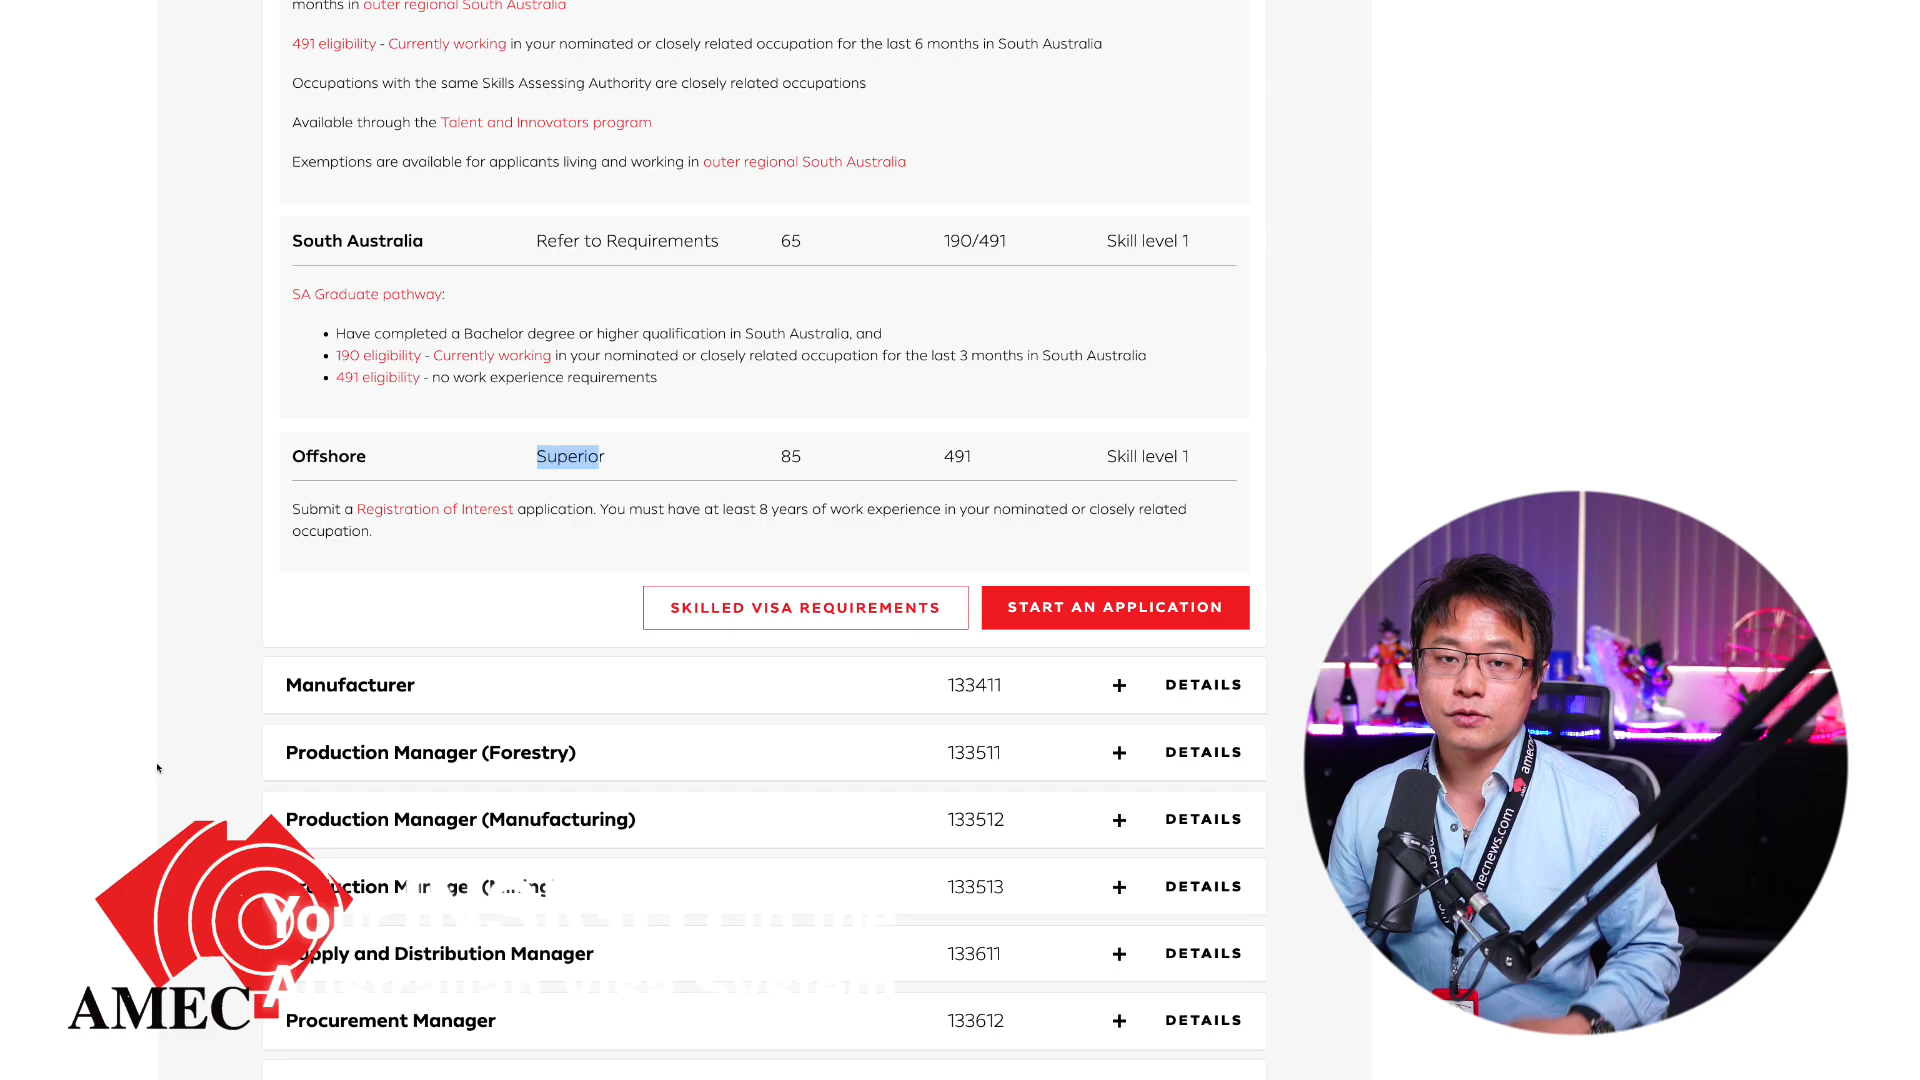 months in outer regional South Australia
491 eligibility - Currently working in your nominated or closely related occupation for the last 6 months in South Australia
Occupations with the same Skills Assessing Authority are closely related occupations
Available through the Talent and Innovators program
Exemptions are available for applicants living and working in outer regional South Australia
South Australia Refer to Requirements 65 190/491 Skill level 1
SA Graduate pathway:
• Have completed a Bachelor degree or higher qualification in South Australia, and
• 190 eligibility - Currently working in your nominated or closely related occupation for the last 3 months in South Australia
• 491 eligibility - no work experience requirements
Offshore Superior 85 491 Skill level 1
Submit a Registration of Interest application. You must have at least 8 years of work experience in your nominated or closely related
occupation.
SKILLED VISA REQUIREMENTS START AN APPLICATION
Manufacturer 133411 + DETAILS
Production Manager (Forestry) 133511 + DETAILS
Production Manager (Manufacturing) 133512 + DETAILS
Manager (Mining) 133513 + DETAILS
and Distribution Manager 133611 + DETAILS
Australian Visa System
AMEC
Procurement Manager 133612 + DETAILS
amecnews.com